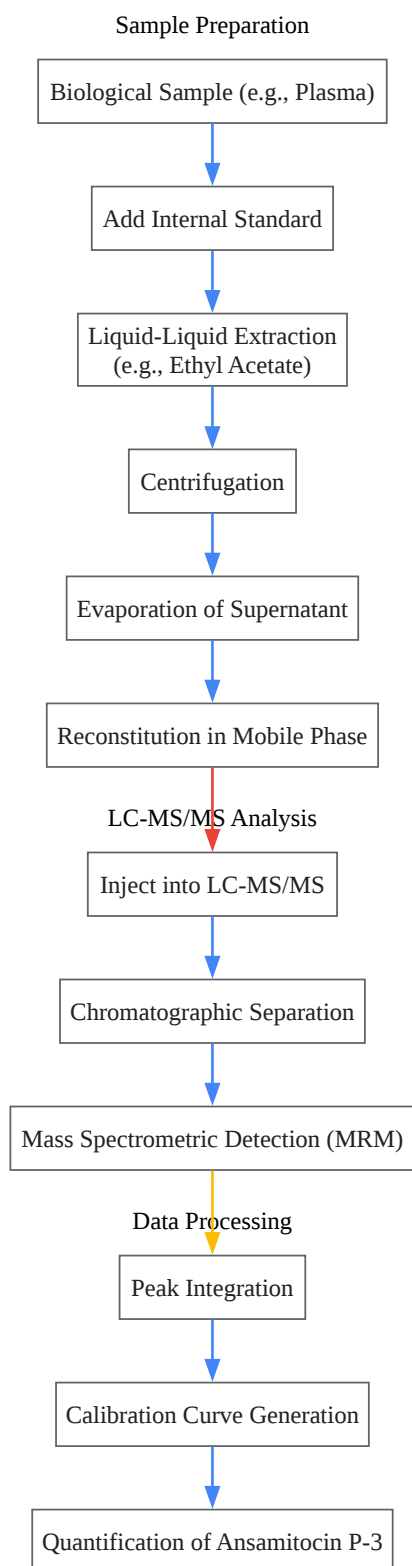 Sample Preparation
Biological Sample (e.g., Plasma)
Add Internal Standard
Liquid-Liquid Extraction
(e.g., Ethyl Acetate)
Centrifugation
Evaporation of Supernatant
Reconstitution in Mobile Phase
LC-MS/MS Analysis
Inject into LC-MS/MS
Chromatographic Separation
Mass Spectrometric Detection (MRM)
Data Processing
Peak Integration
Calibration Curve Generation
Quantification of Ansamitocin P-3